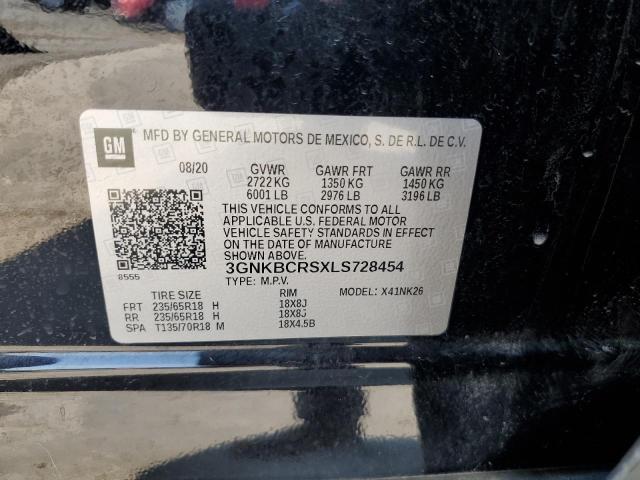 GM ® MFD BY GENERAL MOTORS DE MEXICO, S. DE R.L. DE C.V.
08/20 GVWR GAWR FRT GAWR RR
2722 KG 1350 KG 1450 KG
6001 LB 2976 LB 3196 LB
THIS VEHICLE CONFORMS TO ALL
APPLICABLE U.S. FEDERAL MOTOR
VEHICLE SAFETY STANDARDS IN
EFFECT ON THE DATE OF MANUFACTURE
SHOWN ABOVE.
3GNKBCRSXLS728454
8555 TYPE: M.P.V.
TIRE SIZE RIM MODEL: X41NK26
FRT 235/65R18 H 18X8J
RR 235/65R18 H 18X8J
SPA T135/70R18 M 18X4.5B